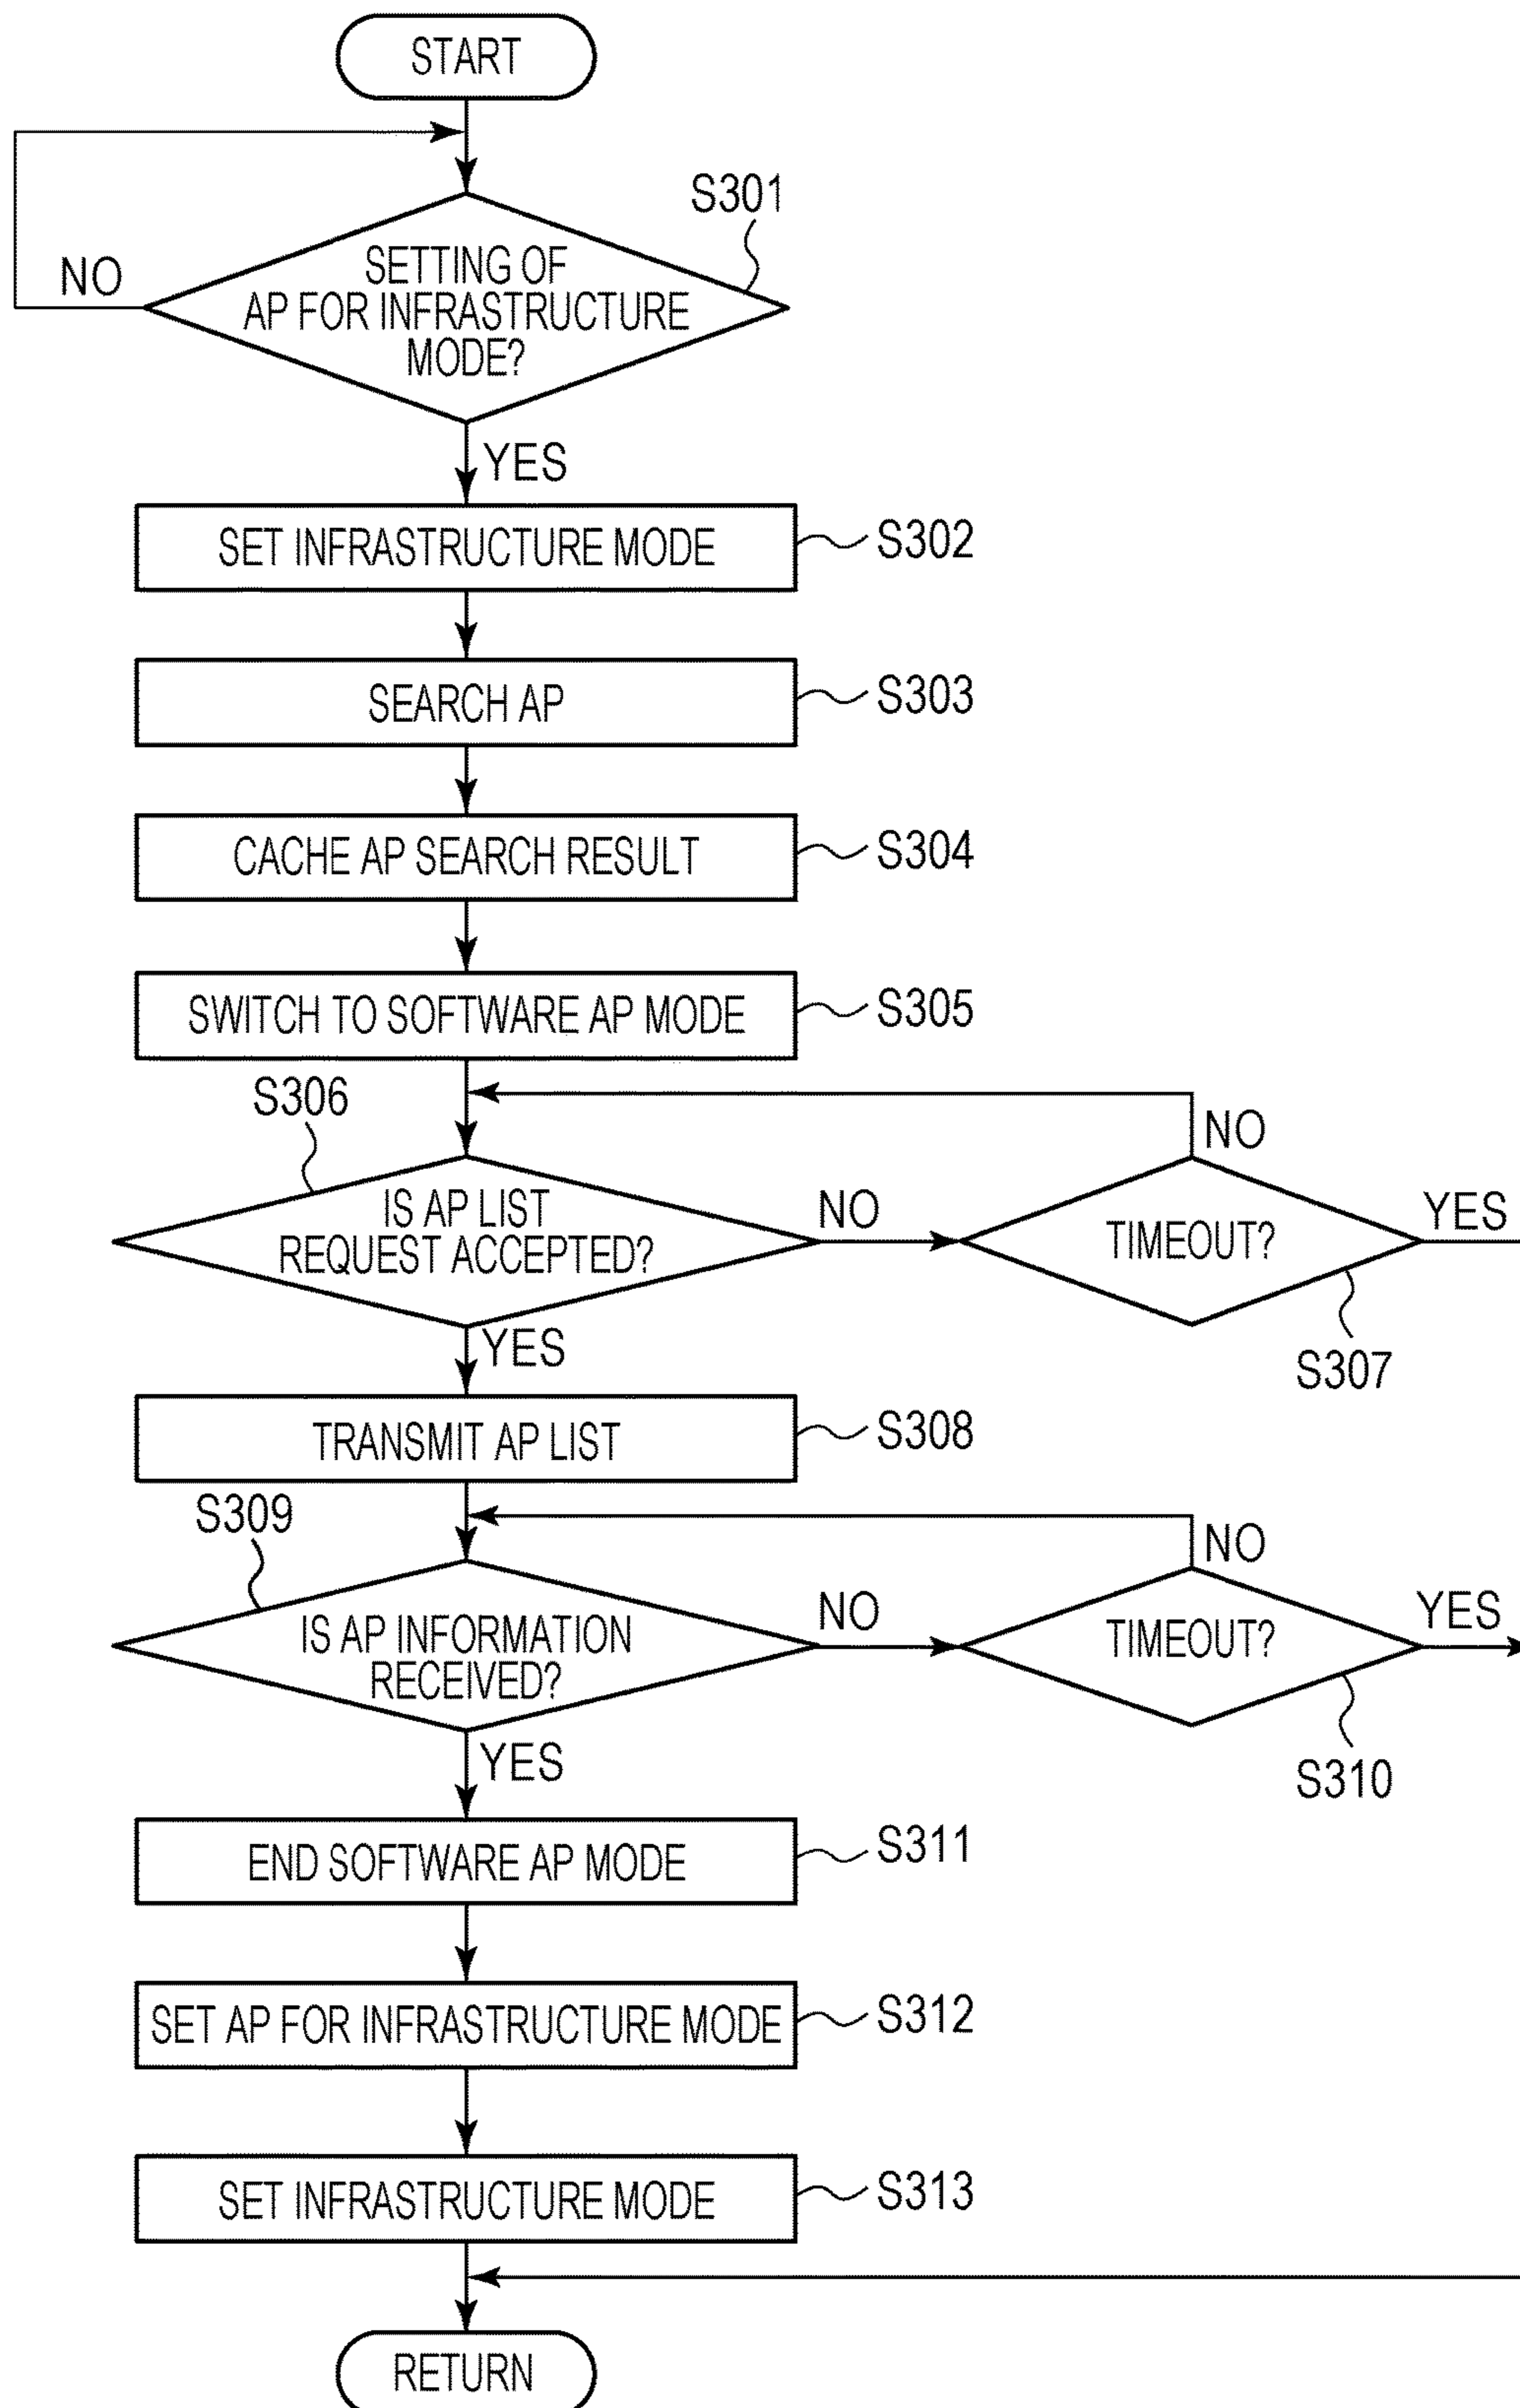 START
S301
NO
SETTING OF
AP FOR INFRASTRUCTURE
MODE?
YES
SET INFRASTRUCTURE MODE
S302
SEARCH AP
S303
CACHE AP SEARCH RESULT
S304
SWITCH TO SOFTWARE AP MODE
S305
S306
NO
IS AP LIST
REQUEST ACCEPTED?
NO
TIMEOUT?
YES
S307
YES
TRANSMIT AP LIST
S308
S309
NO
IS AP INFORMATION
RECEIVED?
NO
TIMEOUT?
YES
S310
YES
END SOFTWARE AP MODE
S311
SET AP FOR INFRASTRUCTURE MODE
S312
SET INFRASTRUCTURE MODE
S313
RETURN